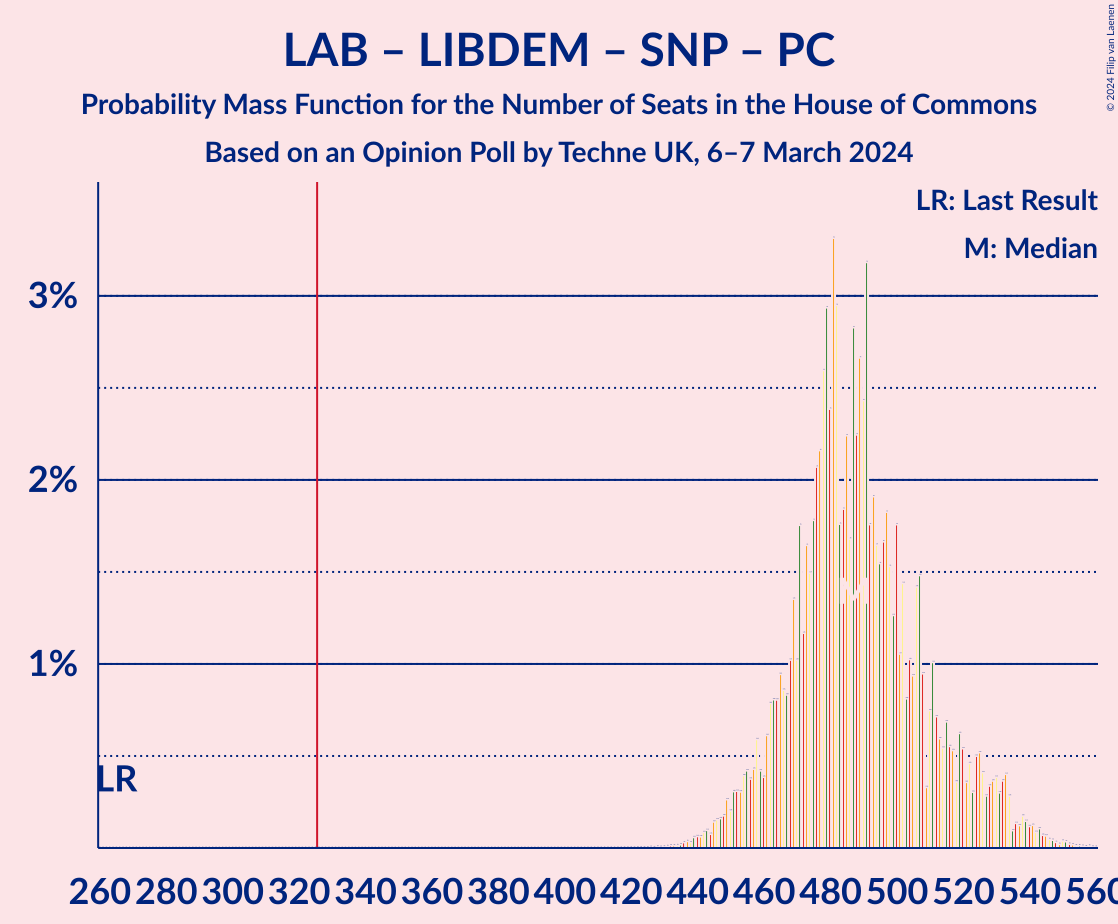 LAB – LIBDEM – SNP – PC
Probability Mass Function for the Number of Seats in the House of Commons
Based on an Opinion Poll by Techne UK, 6–7 March 2024
© 2024 Filip van Laenen
LR: Last Result
M: Median
3%
2%
1%
LR
260 280 300 320 340 360 380 400 420 440 460 480 500 520 540 560